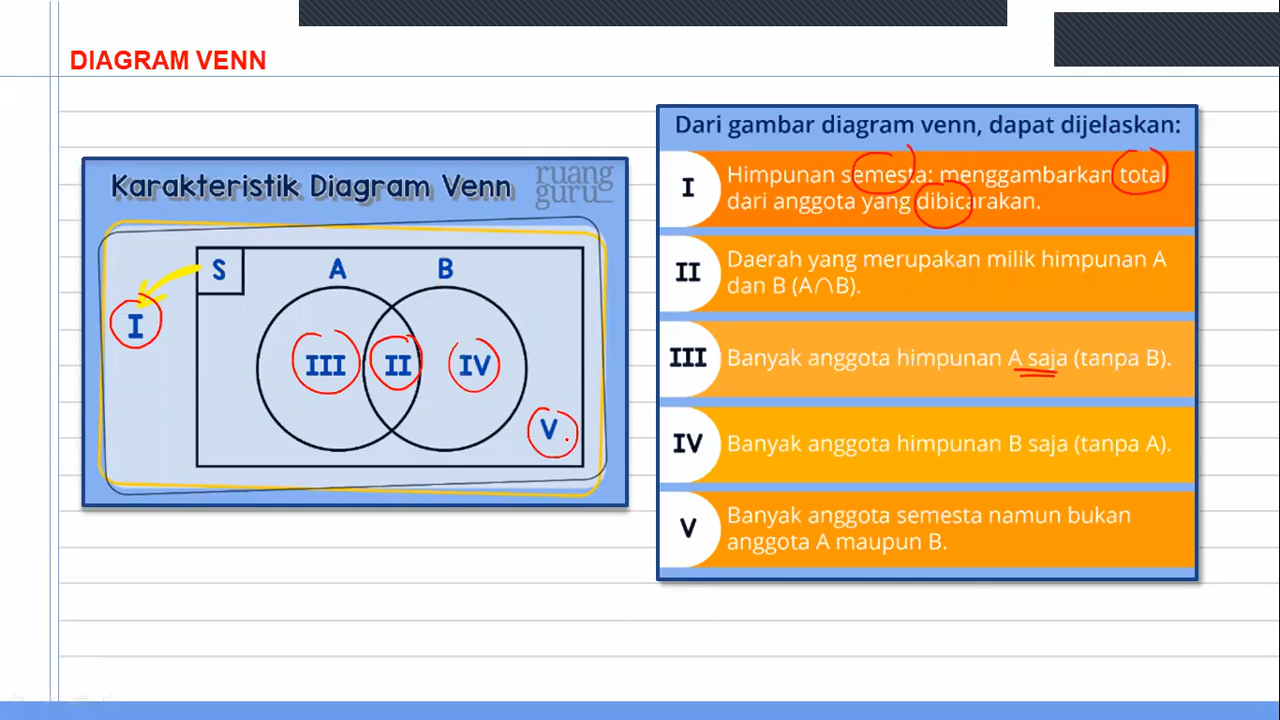 DIAGRAM VENN
Karakteristik Diagram Venn
ruang
guru
S
A
B
I
III
II
IV
V
Dari gambar diagram venn, dapat dijelaskan:
I
Himpunan semesta: menggambarkan total
dari anggota yang dibicarakan.
II
Daerah yang merupakan milik himpunan A
dan B (A∩B).
III
Banyak anggota himpunan A saja (tanpa B).
IV
Banyak anggota himpunan B saja (tanpa A).
V
Banyak anggota semesta namun bukan
anggota A maupun B.